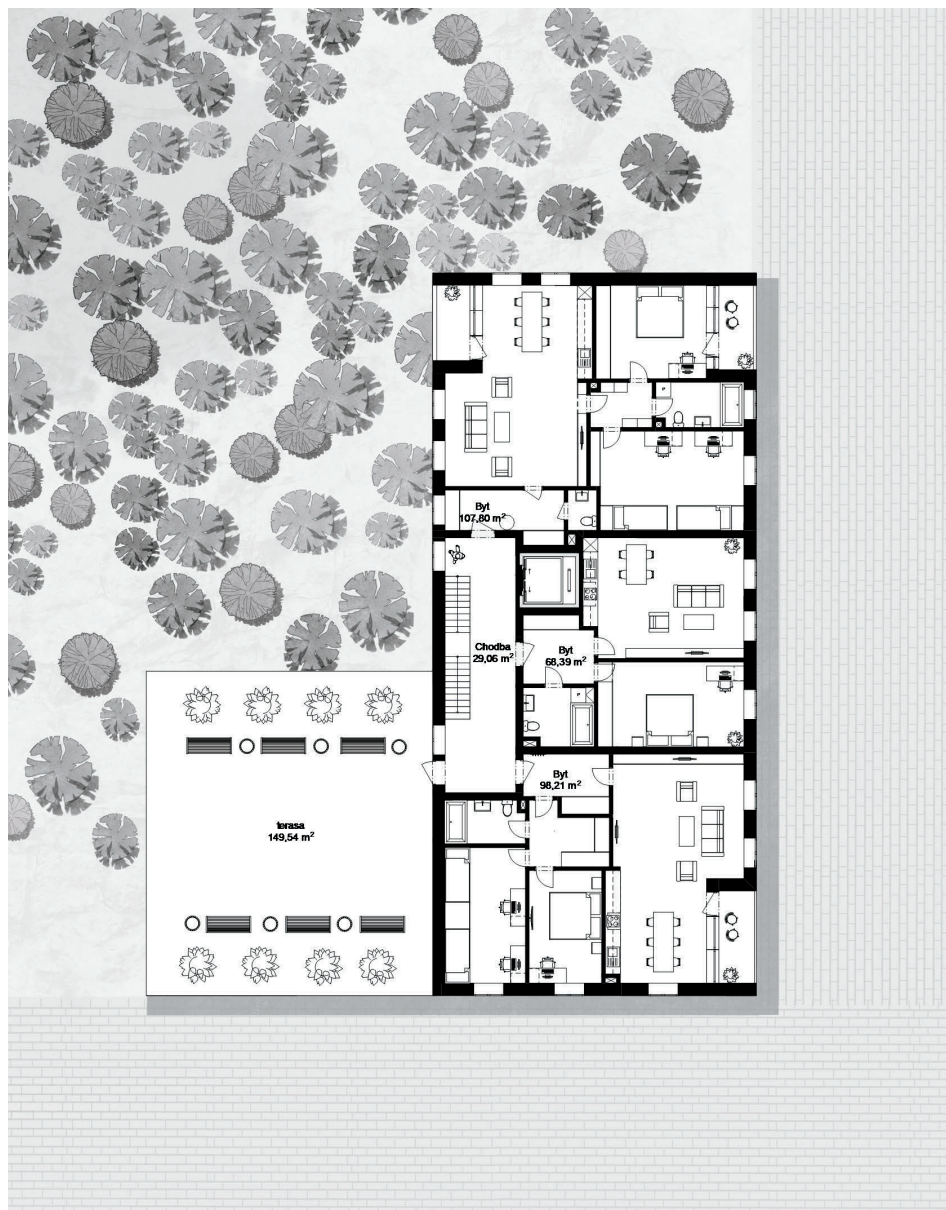 Byt
107,80 m²
Chodba
29,06 m²
Byt
68,39 m²
Byt
98,21 m²
terasa
149,54 m²